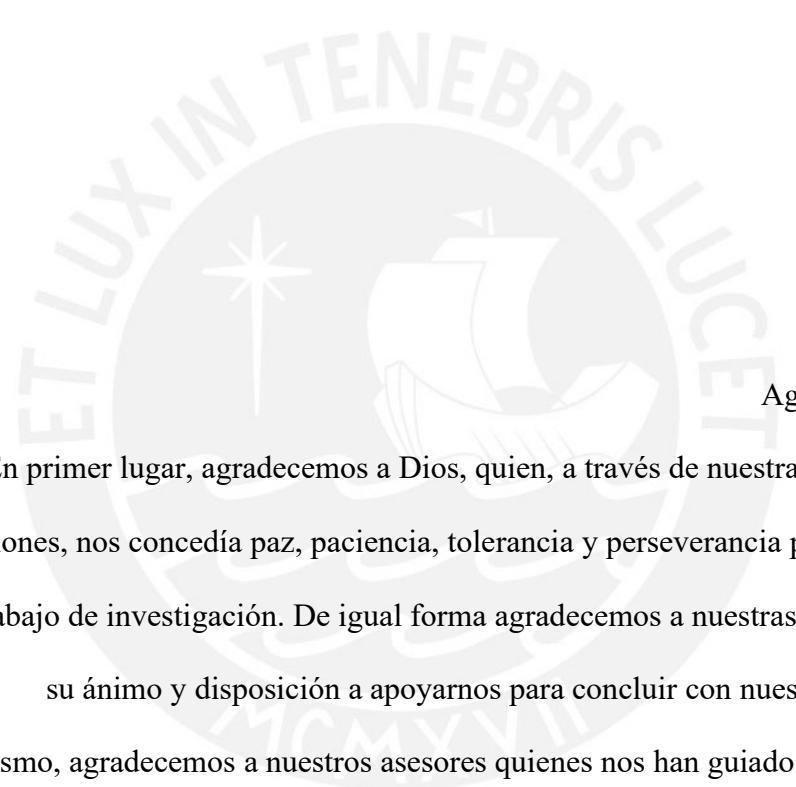 ET LUX IN TENEBRIS LUCET
Ag
n primer lugar, agradecemos a Dios, quien, a través de nuestra
iones, nos concedía paz, paciencia, tolerancia y perseverancia p
abajo de investigación. De igual forma agradecemos a nuestras
su ánimo y disposición a apoyarnos para concluir con nues
smo, agradecemos a nuestros asesores quienes nos han guiado
MCMXVII